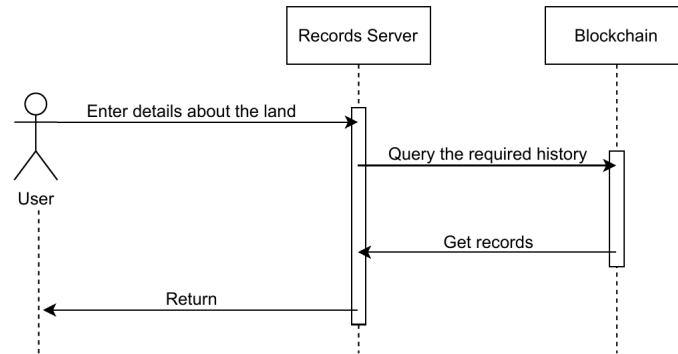 Records Server
Blockchain
Enter details about the land
Query the required history
User
Get records
Return